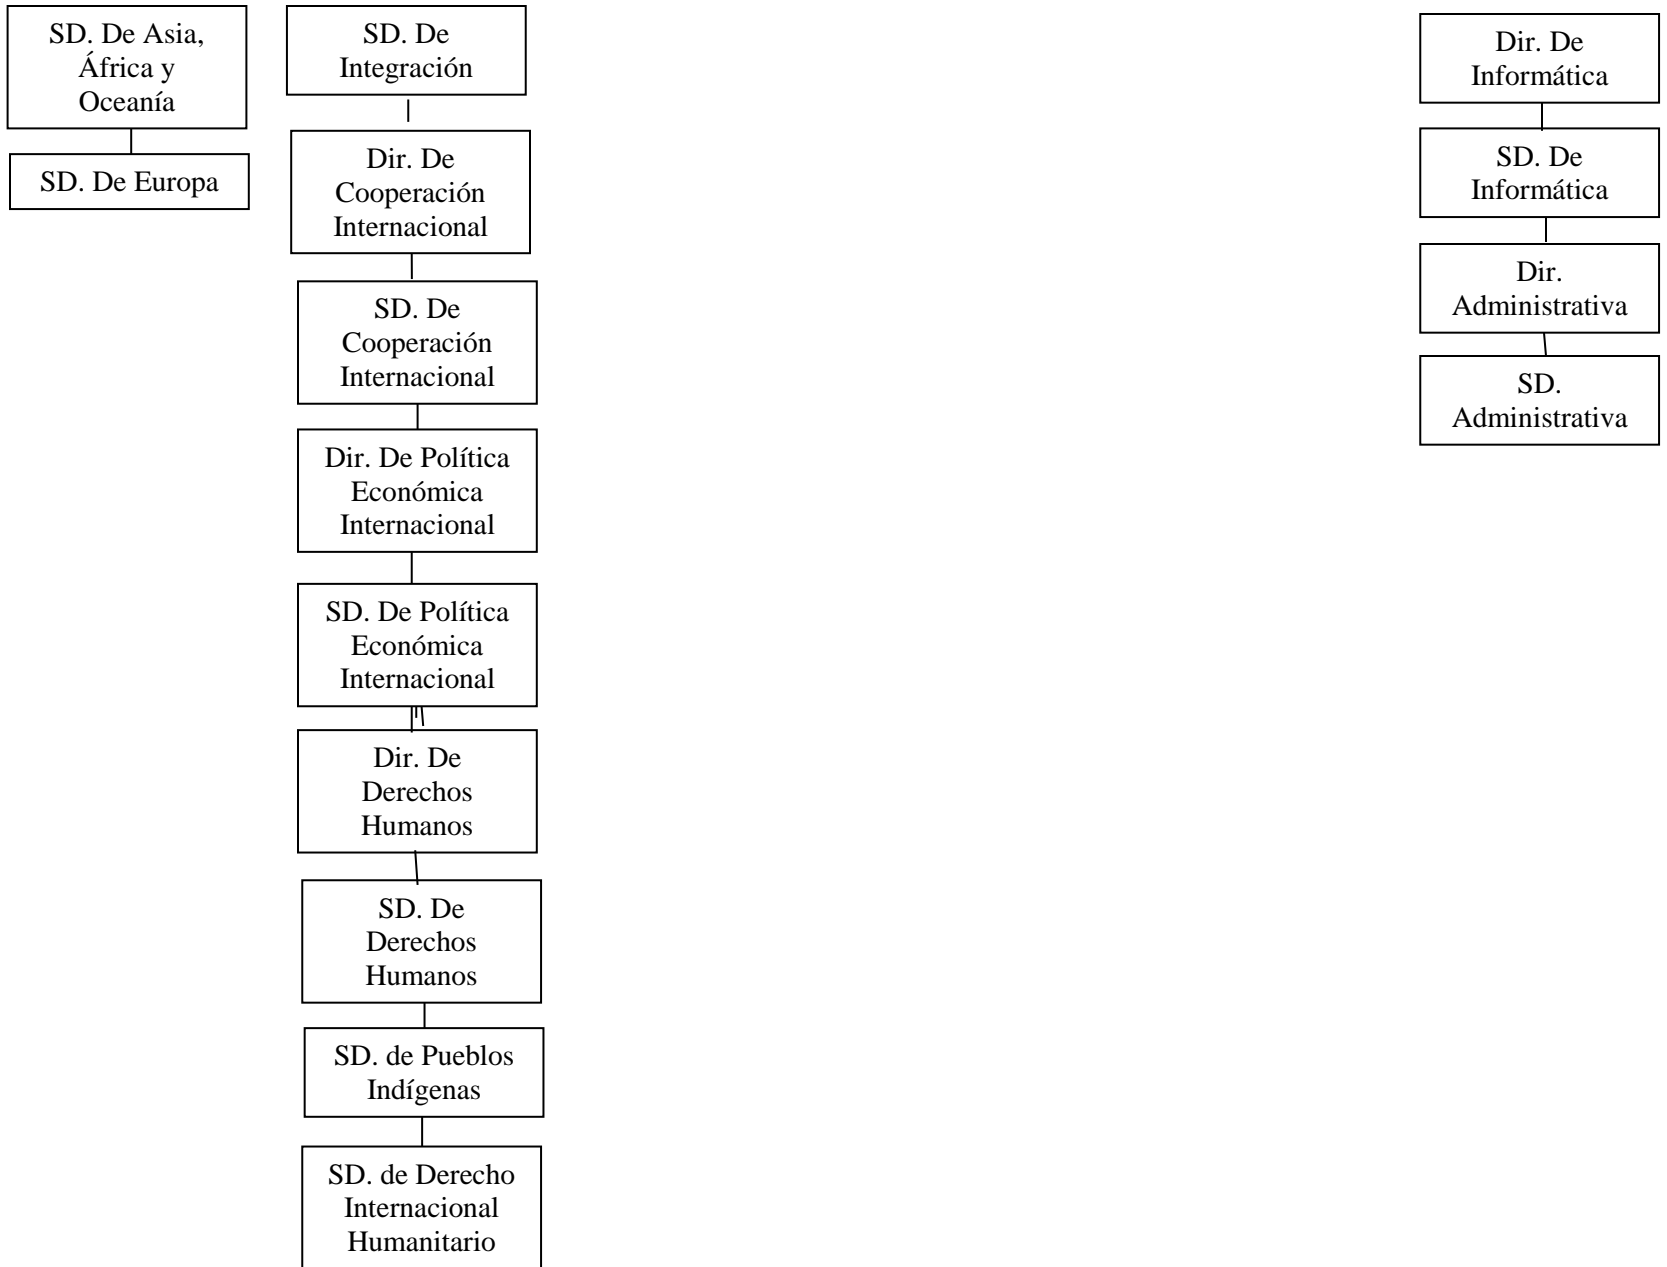 SD. De Asia,
África y
Oceanía
SD. De Europa
SD. De
Integración
Dir. De
Cooperación
Internacional
SD. De
Cooperación
Internacional
Dir. De Política
Económica
Internacional
SD. De Política
Económica
Internacional
Dir. De
Derechos
Humanos
SD. De
Derechos
Humanos
SD. de Pueblos
Indígenas
SD. de Derecho
Internacional
Humanitario
Dir. De
Informática
SD. De
Informática
Dir.
Administrativa
SD.
Administrativa